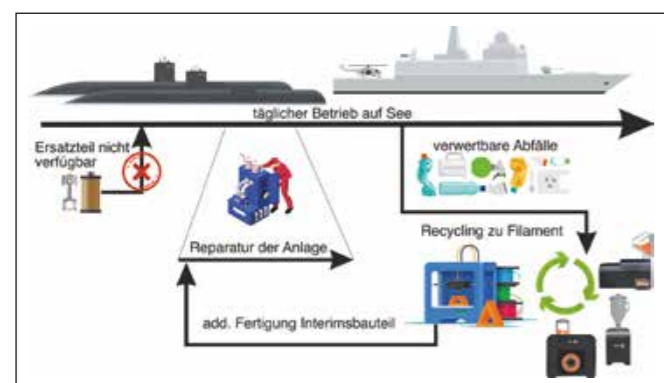 täglicher Betrieb auf See
Ersatzteil nicht
verfügbar
verwertbare Abfälle
Recycling zu Filament
Reparatur der Anlage
add. Fertigung Interimsbauteil